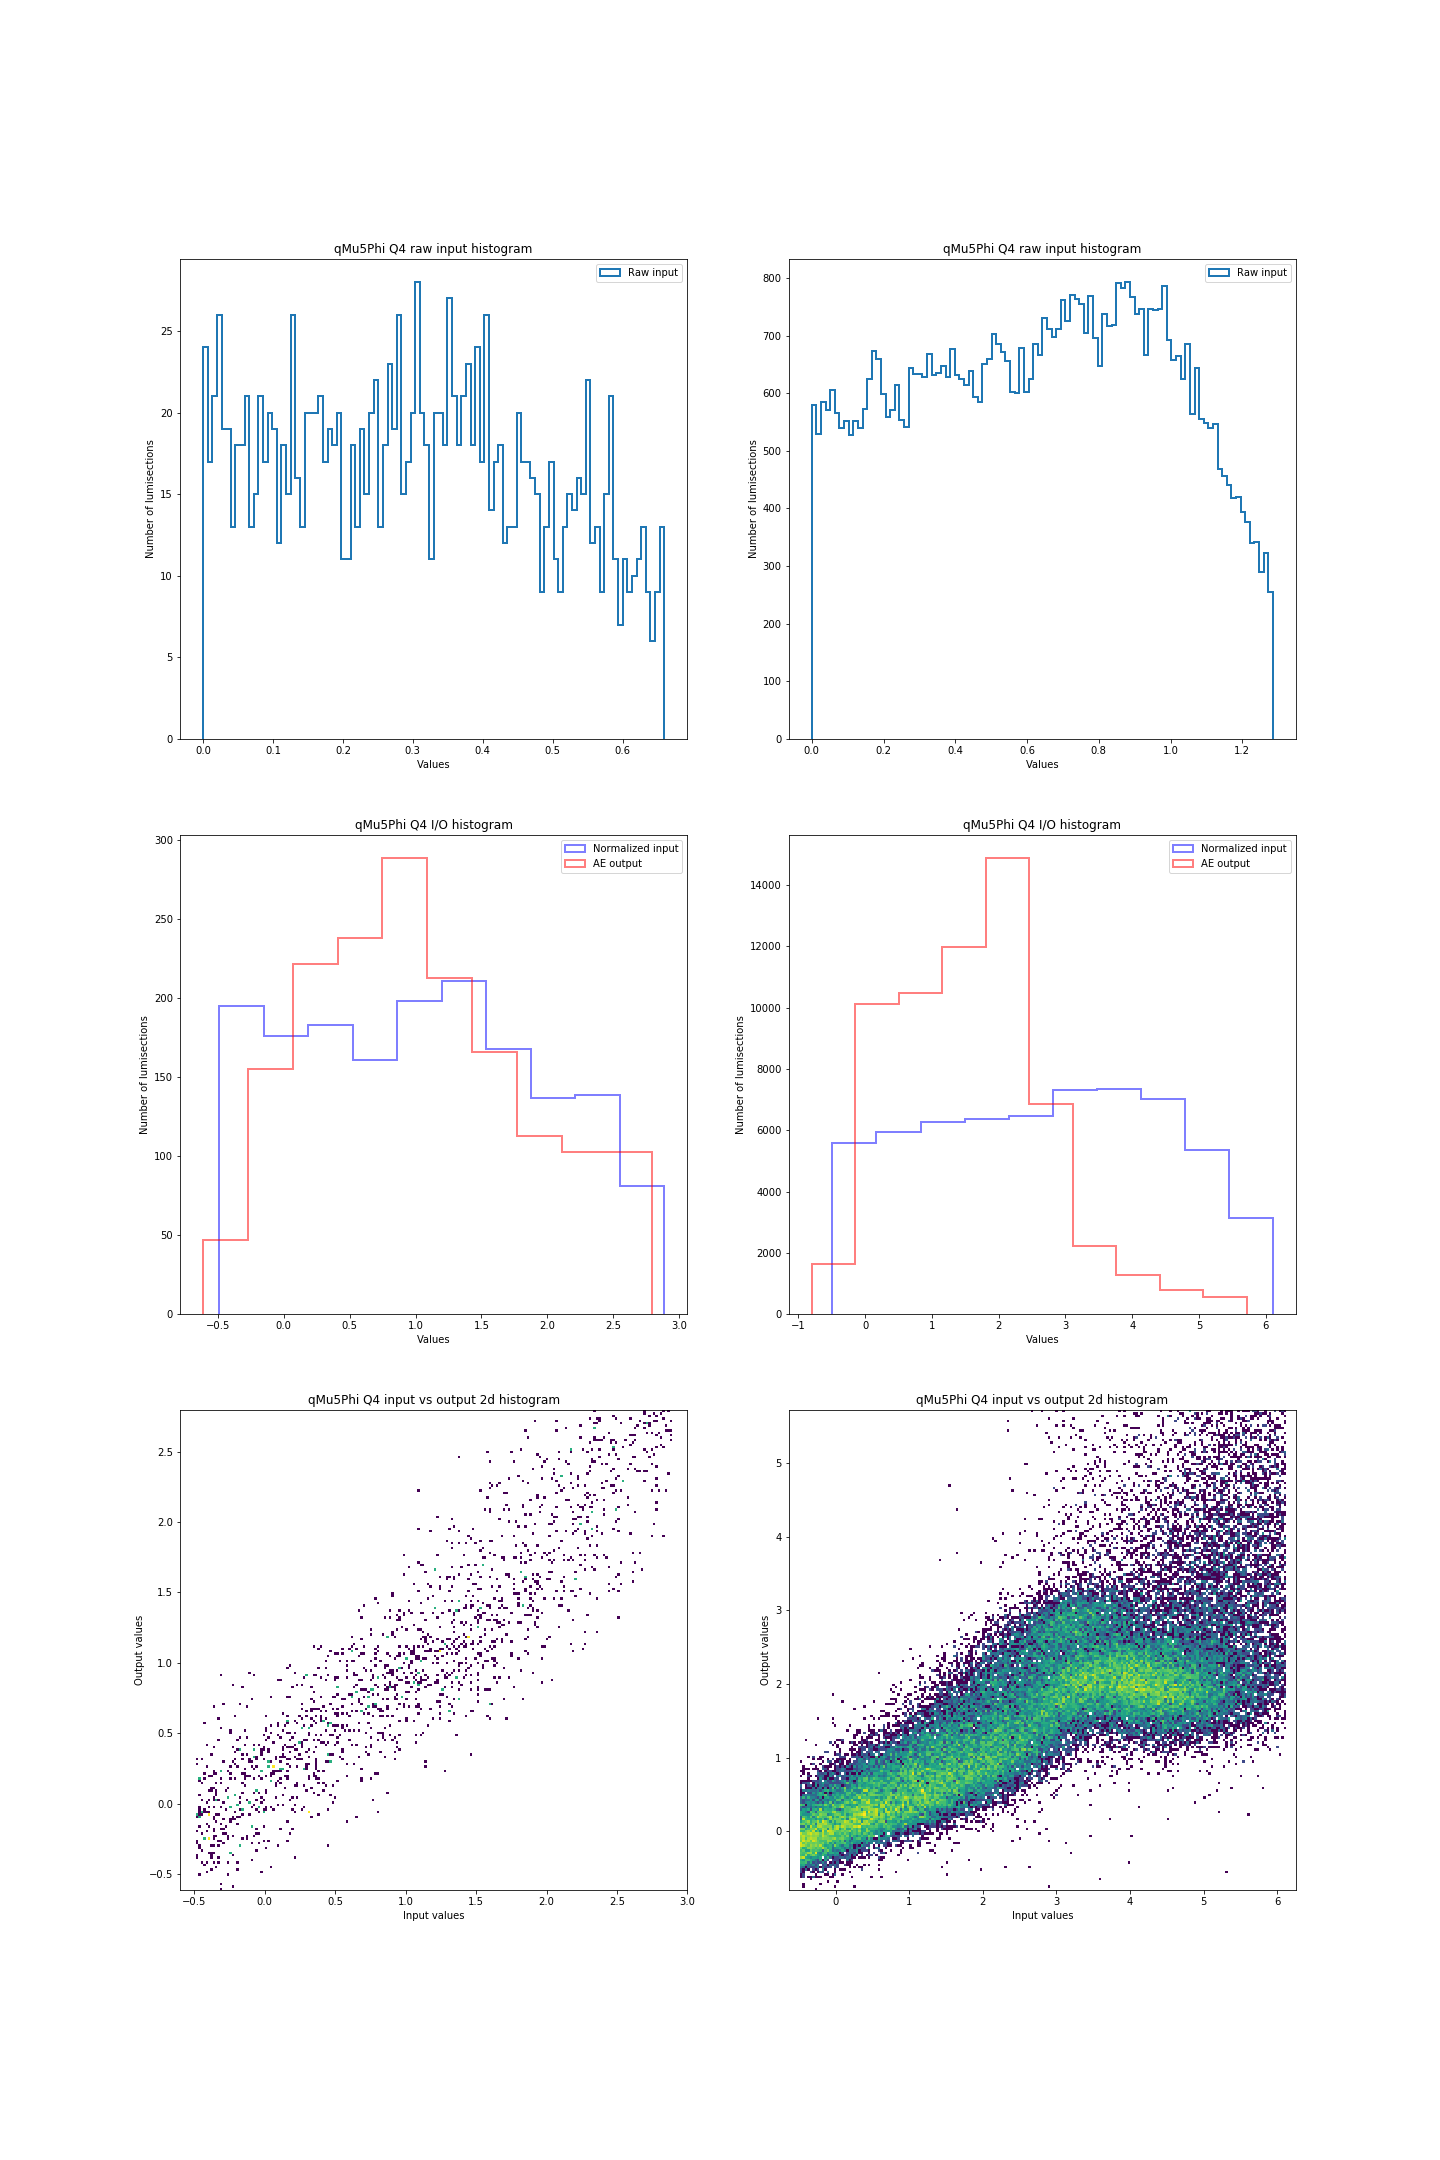 qMu5Phi Q4 raw input histogram
Raw input
25
20
15
10
5
0
Number of lumisections
0.0 0.1 0.2 0.3 0.4 0.5 0.6
Values
qMu5Phi Q4 raw input histogram
Raw input
800
700
600
500
400
300
200
100
0
Number of lumisections
0.0 0.2 0.4 0.6 0.8 1.0 1.2
Values
qMu5Phi Q4 I/O histogram
Normalized input
AE output
300
250
200
150
100
50
0
Number of lumisections
−0.5 0.0 0.5 1.0 1.5 2.0 2.5 3.0
Values
qMu5Phi Q4 I/O histogram
Normalized input
AE output
14000
12000
10000
8000
6000
4000
2000
0
Number of lumisections
−1 0 1 2 3 4 5 6
Values
qMu5Phi Q4 input vs output 2d histogram
2.5
2.0
1.5
1.0
0.5
0.0
−0.5
Output values
−0.5 0.0 0.5 1.0 1.5 2.0 2.5 3.0
Input values
qMu5Phi Q4 input vs output 2d histogram
5
4
3
2
1
0
Output values
0 1 2 3 4 5 6
Input values